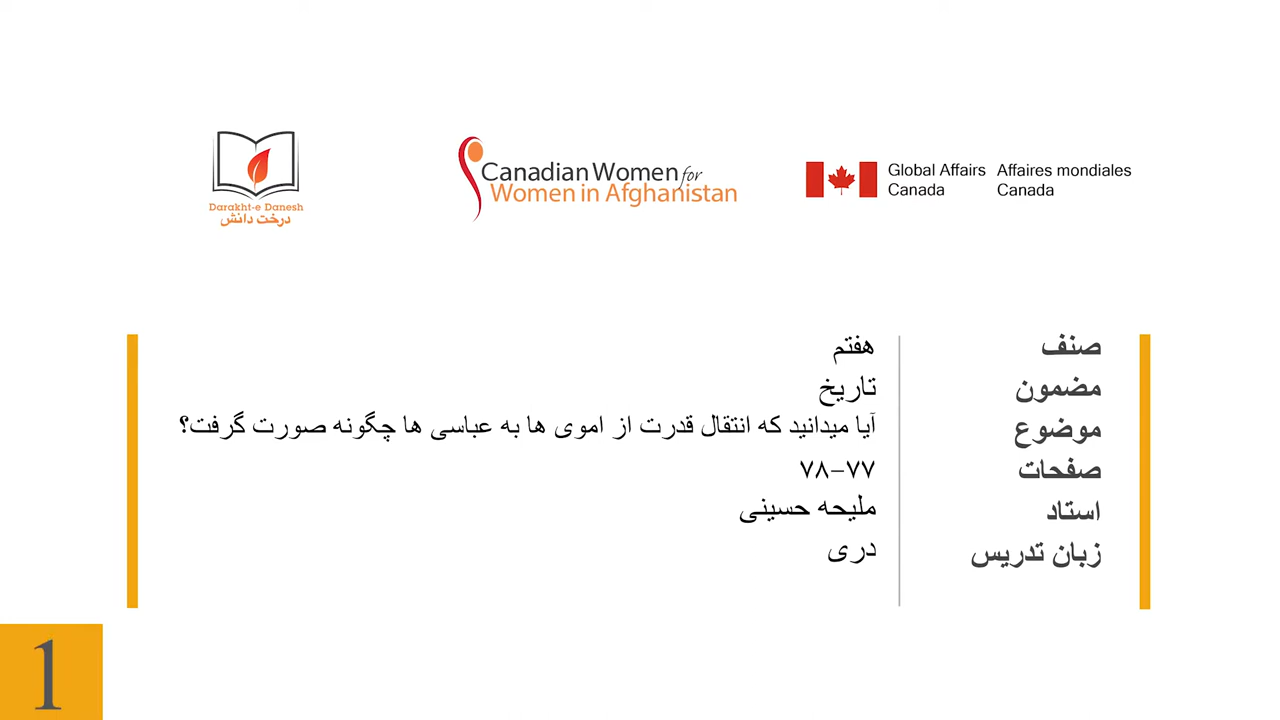 Darakht-e Danesh
درخت دانش
Canadian Women for
Women in Afghanistan
Global Affairs Canada
Affaires mondiales Canada
صنف هفتم
مضمون تاریخ
موضوع آیا میدانید که انتقال قدرت از اموی ها به عباسی ها چگونه صورت گرفت؟
صفحات ۷۷-۷۸
استاد ملیحه حسینی
زبان تدریس دری
1